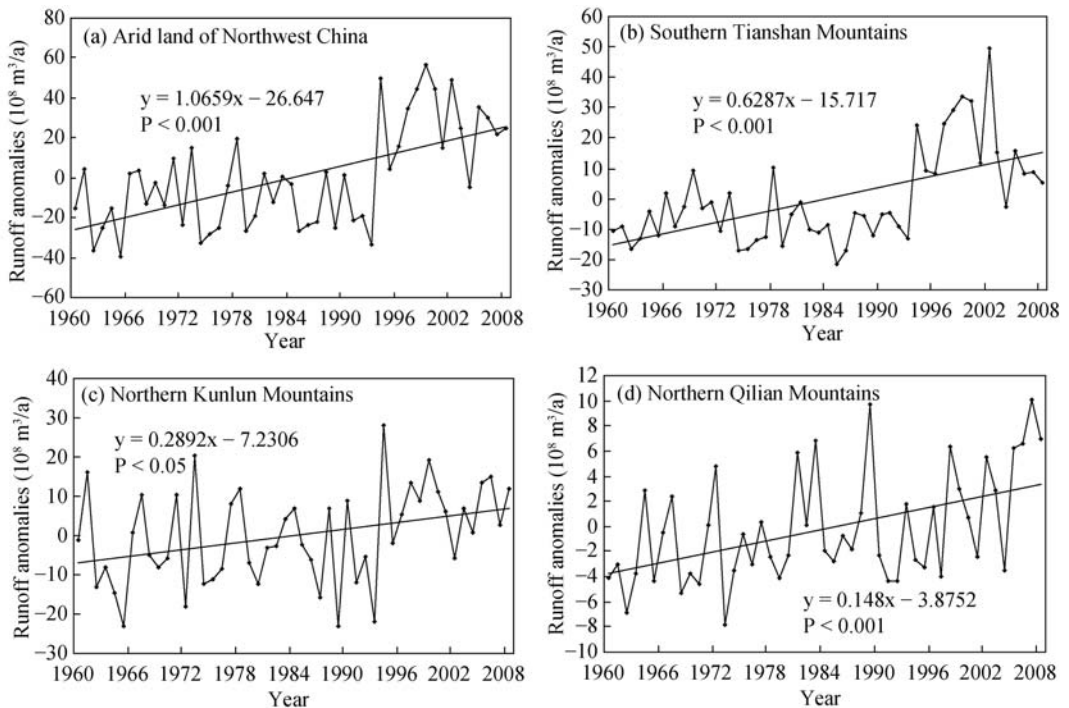 (a) Arid land of Northwest China
y = 1.0659x − 26.647
P < 0.001
Runoff anomalies (10⁸ m³/a)
80
60
40
20
0
−20
−40
−60
1960 1966 1972 1978 1984 1990 1996 2002 2008
Year
(b) Southern Tianshan Mountains
y = 0.6287x − 15.717
P < 0.001
Runoff anomalies (10⁸ m³/a)
60
50
40
30
20
10
0
−10
−20
−30
1960 1966 1972 1978 1984 1990 1996 2002 2008
Year
(c) Northern Kunlun Mountains
y = 0.2892x − 7.2306
P < 0.05
Runoff anomalies (10⁸ m³/a)
40
30
20
10
0
−10
−20
−30
1960 1966 1972 1978 1984 1990 1996 2002 2008
Year
(d) Northern Qilian Mountains
y = 0.148x − 3.8752
P < 0.001
Runoff anomalies (10⁸ m³/a)
12
10
8
6
4
2
0
−2
−4
−6
−8
−10
1960 1966 1972 1978 1984 1990 1996 2002 2008
Year